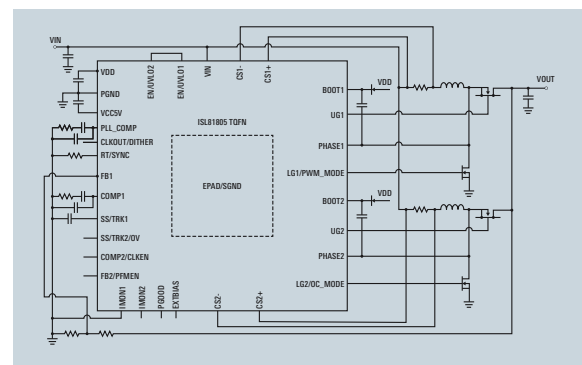 VIN
EN/UVLO2
EN/UVLO1
VIN
CS1-
CS1+
VDD
PGND
VCC5V
PLL_COMP
CLKOUT/DITHER
RT/SYNC
FB1
COMP1
SS/TRK1
SS/TRK2/OV
COMP2/CLKEN
FB2/PFMEN
ISL81805 TQFN
EPAD/SGND
BOOT1
VDD
UG1
PHASE1
LG1/PWM_MODE
BOOT2
VDD
UG2
PHASE2
LG2/OC_MODE
VOUT
IMON1
IMON2
PGOOD
EXTBIAS
CS2-
CS2+